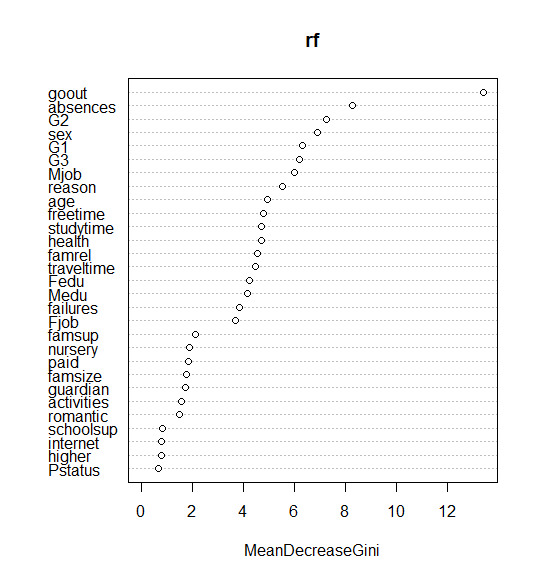 rf
goout
absences
G2
sex
G1
G3
Mjob
reason
age
freetime
studytime
health
famrel
traveltime
Fedu
Medu
failures
Fjob
famsup
nursery
paid
famsize
guardian
activities
romantic
schoolsup
internet
higher
Pstatus
0 2 4 6 8 10 12
MeanDecreaseGini